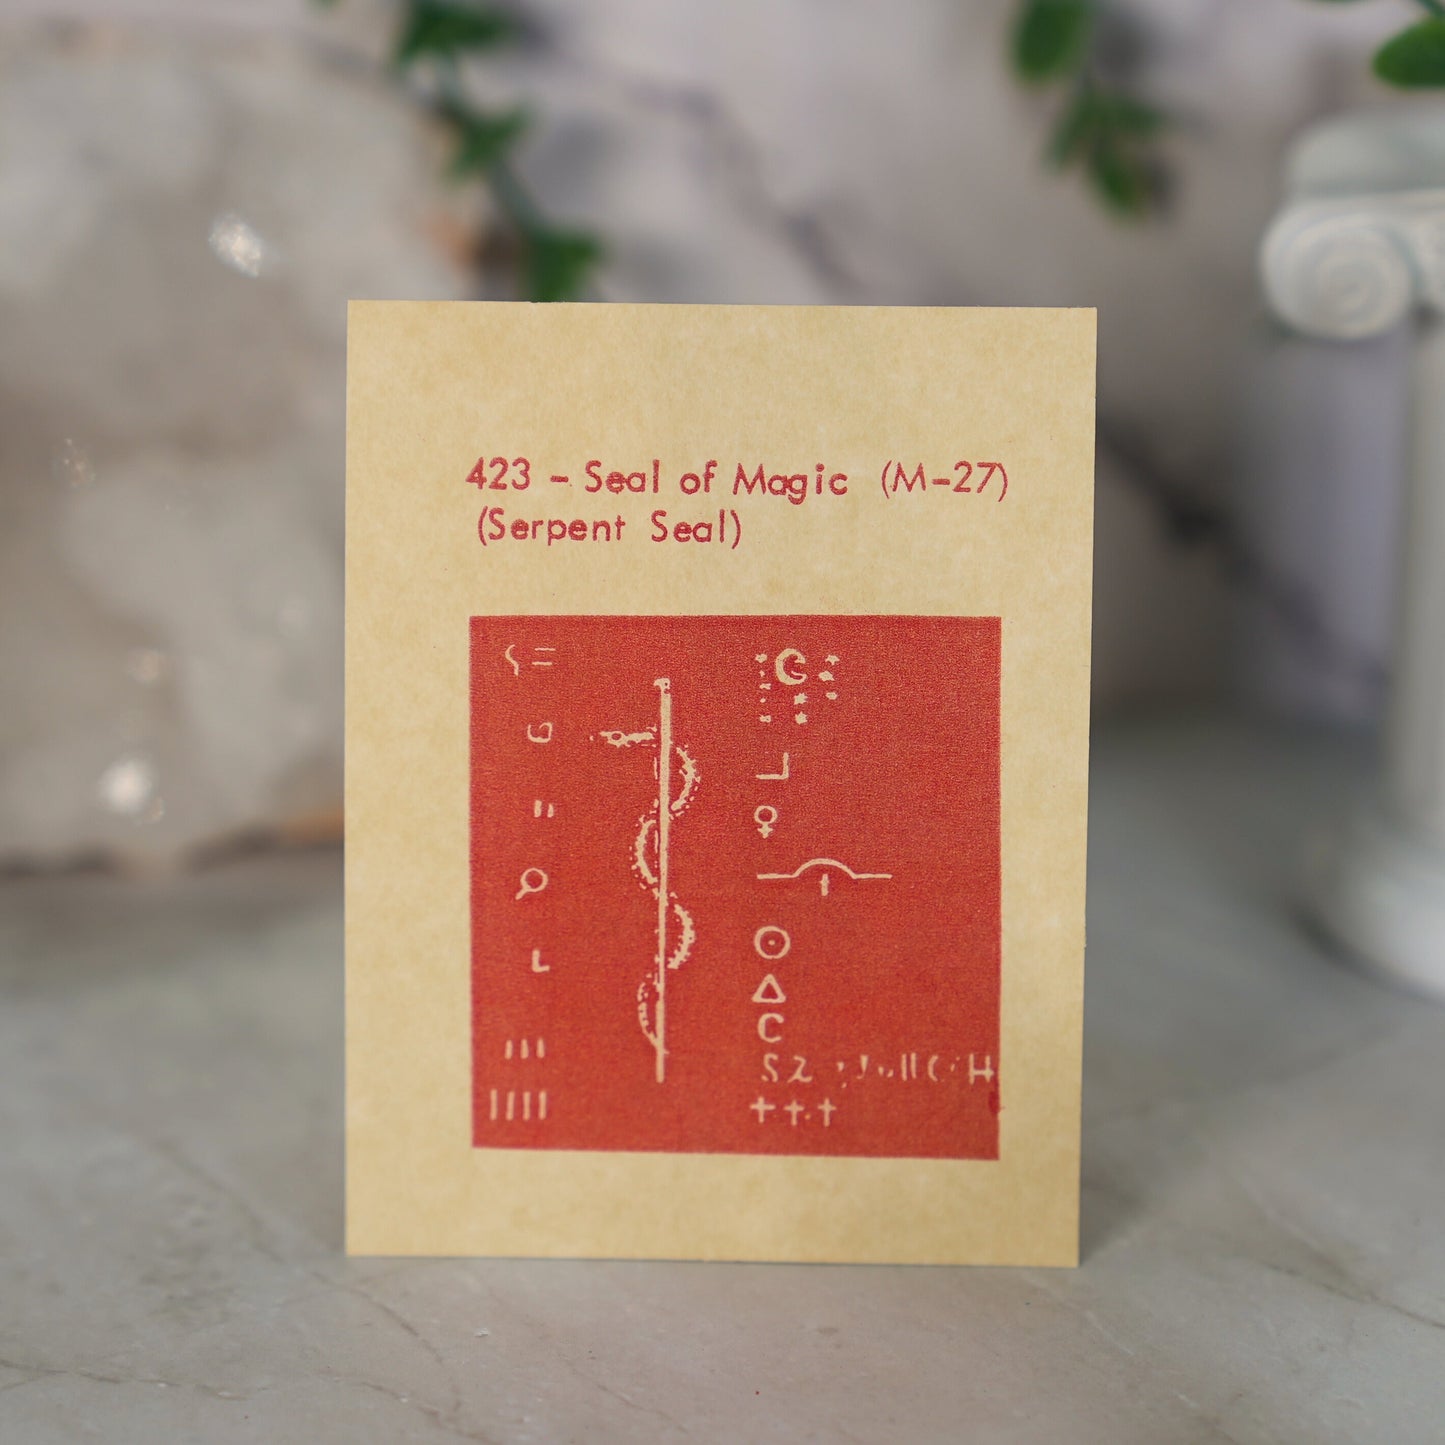 423 - Seal of Magic (M-27)
(Serpent Seal)